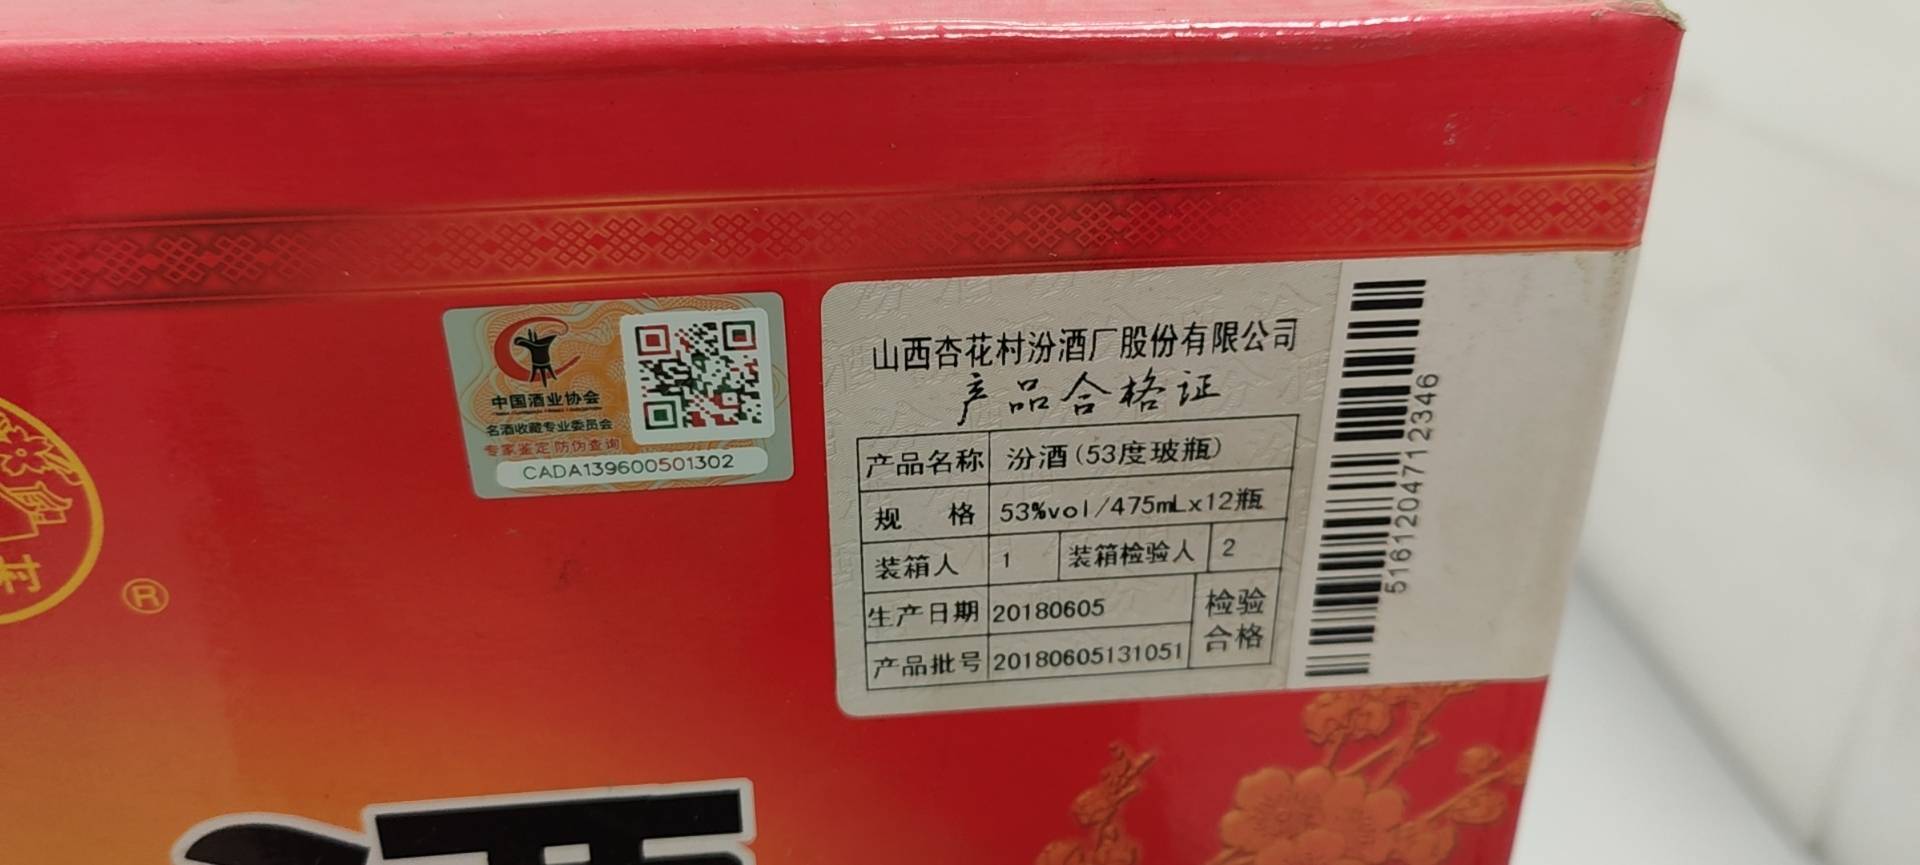 中国酒业协会
名酒收藏专业委员会
专家鉴定 防伪查询
CADA139600501302
山西杏花村汾酒厂股份有限公司
产品合格证
产品名称 汾酒(53度玻瓶)
规 格 53%vol/475mLx12瓶
装箱人 1 装箱检验人 2
生产日期 20180605 检验
产品批号 20180605131051 合格
51612047123​46
村
®
酒